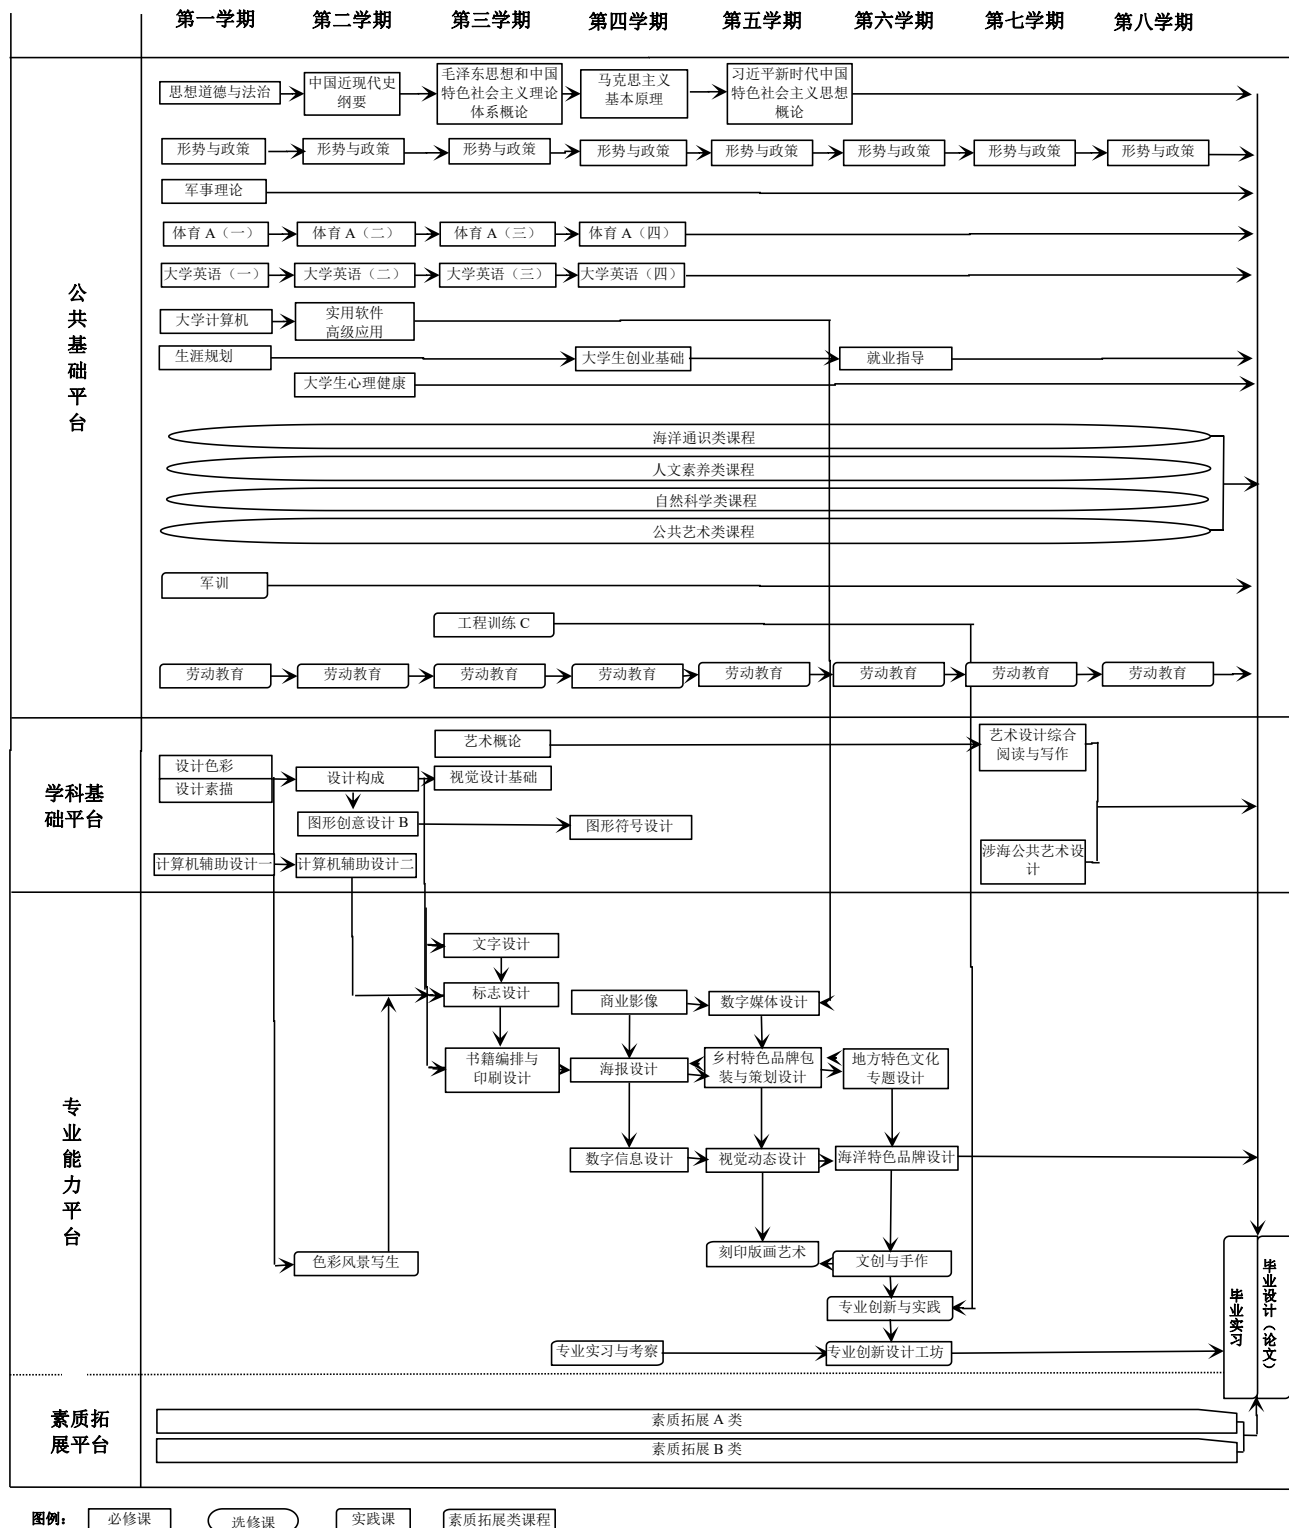 第一学期 第二学期 第三学期 第四学期 第五学期 第六学期 第七学期 第八学期
公共基础平台
思想道德与法治
中国近现代史
纲要
毛泽东思想和中国
特色社会主义理论
体系概论
马克思主义
基本原理
习近平新时代中国
特色社会主义思想
概论
形势与政策 形势与政策 形势与政策 形势与政策 形势与政策 形势与政策 形势与政策 形势与政策
军事理论
体育 A（一） 体育 A（二） 体育 A（三） 体育 A（四）
大学英语（一） 大学英语（二） 大学英语（三） 大学英语（四）
大学计算机
实用软件
高级应用
生涯规划 大学生创业基础 就业指导
大学生心理健康
海洋通识类课程
人文素养类课程
自然科学类课程
公共艺术类课程
军训
工程训练 C
劳动教育 劳动教育 劳动教育 劳动教育 劳动教育 劳动教育 劳动教育 劳动教育
学科基
础平台
艺术概论
艺术设计综合
阅读与写作
设计色彩
设计素描
设计构成 视觉设计基础
图形创意设计 B 图形符号设计
计算机辅助设计一 计算机辅助设计二
涉海公共艺术设
计
专业能力平台
文字设计
标志设计 商业影像 数字媒体设计
书籍编排与
印刷设计
海报设计
乡村特色品牌包
装与策划设计
地方特色文化
专题设计
数字信息设计 视觉动态设计 海洋特色品牌设计
色彩风景写生 刻印版画艺术 文创与手作
专业创新与实践
专业实习与考察 专业创新设计工坊
毕业实习
毕业设计（论文）
素质拓
展平台
素质拓展 A 类
素质拓展 B 类
图例： 必修课 选修课 实践课 素质拓展类课程